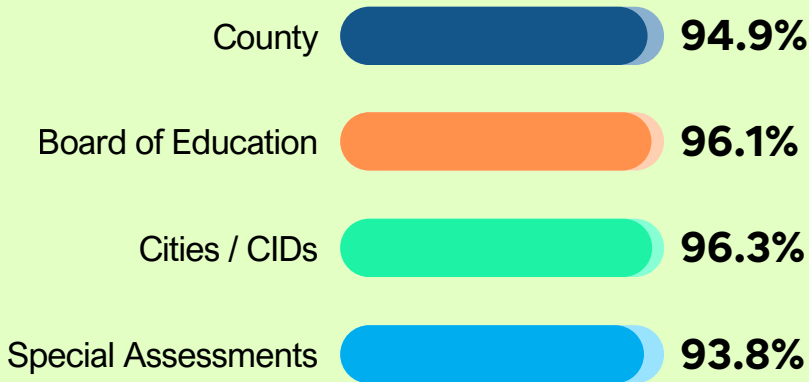 County 94.9%
Board of Education 96.1%
Cities / CIDs 96.3%
Special Assessments 93.8%